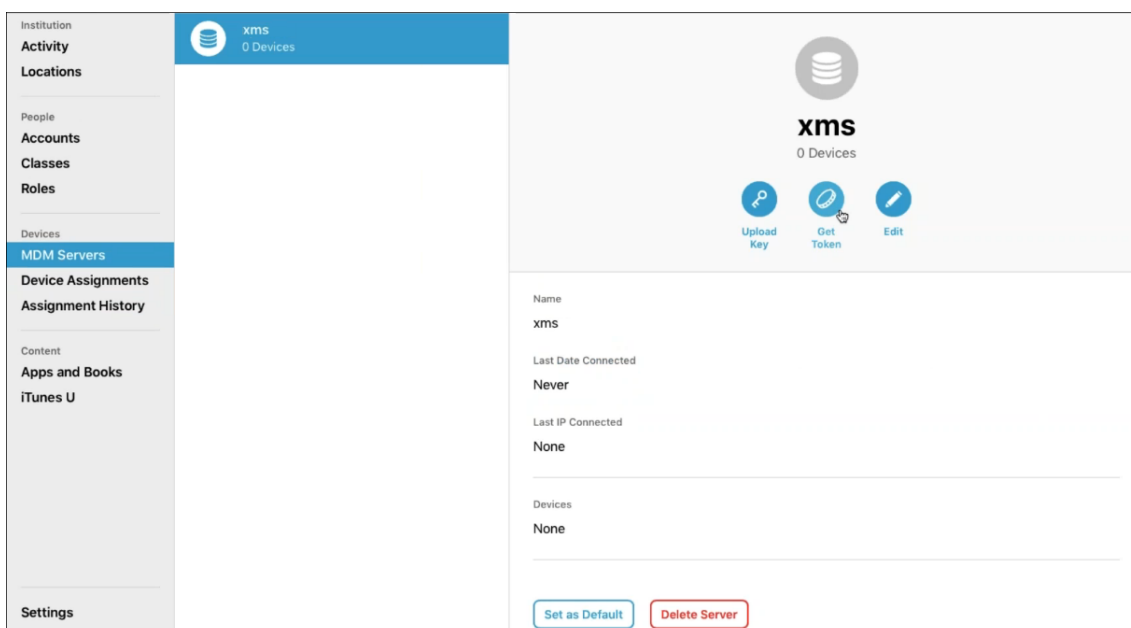 Institution
Activity
Locations
People
Accounts
Classes
Roles
Devices
MDM Servers
Device Assignments
Assignment History
Content
Apps and Books
iTunes U
Settings
xms
0 Devices
xms
0 Devices
Upload
Key
Get
Token
Edit
Name
xms
Last Date Connected
Never
Last IP Connected
None
Devices
None
Set as Default
Delete Server